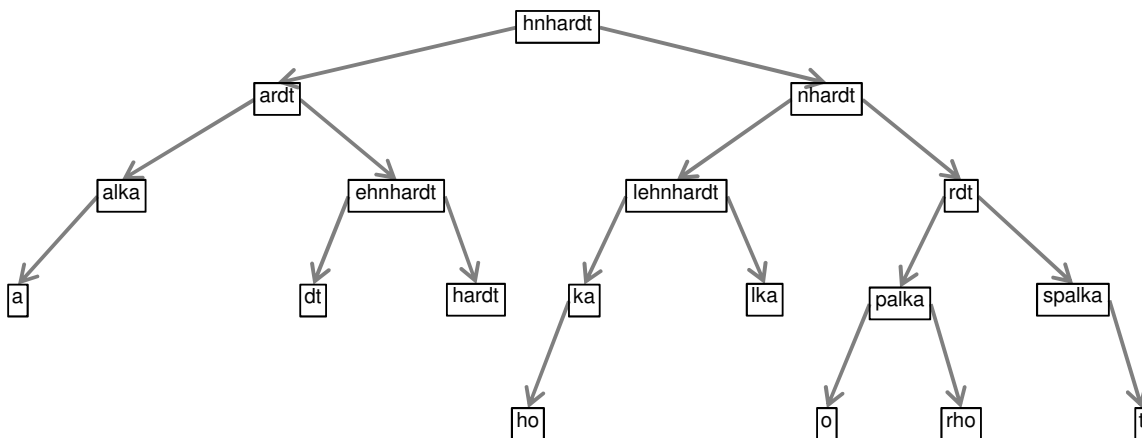 hnhardt
ardt nhardt
alka ehnhardt lehnhardt rdt
a dt hardt ka lka palka spalka
ho o rho